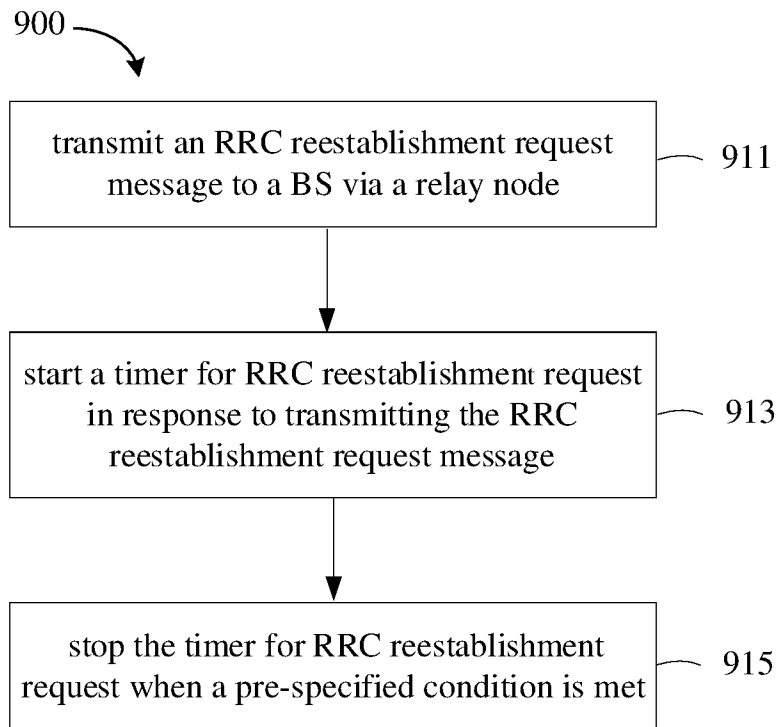 900
transmit an RRC reestablishment request
message to a BS via a relay node
911
start a timer for RRC reestablishment request
in response to transmitting the RRC
reestablishment request message
913
stop the timer for RRC reestablishment
request when a pre-specified condition is met
915